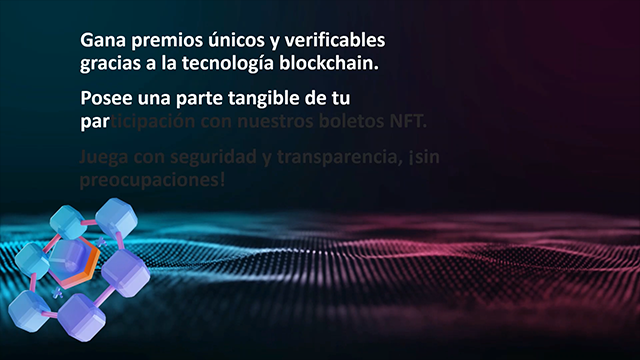 Gana premios únicos y verificables
gracias a la tecnología blockchain.
Posee una parte tangible de tu
participación con nuestros boletos NFT.
Juega con seguridad y transparencia, ¡sin
preocupaciones!